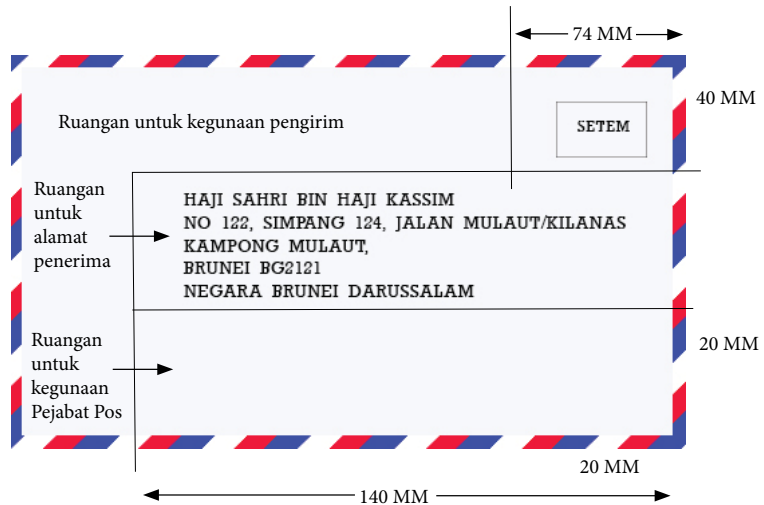 74 MM
40 MM
Ruangan untuk kegunaan pengirim
SETEM
Ruangan
untuk
alamat
penerima
HAJI SAHRI BIN HAJI KASSIM
NO 122, SIMPANG 124, JALAN MULAUT/KILANAS
KAMPONG MULAUT,
BRUNEI BG2121
NEGARA BRUNEI DARUSSALAM
Ruangan
untuk
kegunaan
Pejabat Pos
20 MM
20 MM
140 MM